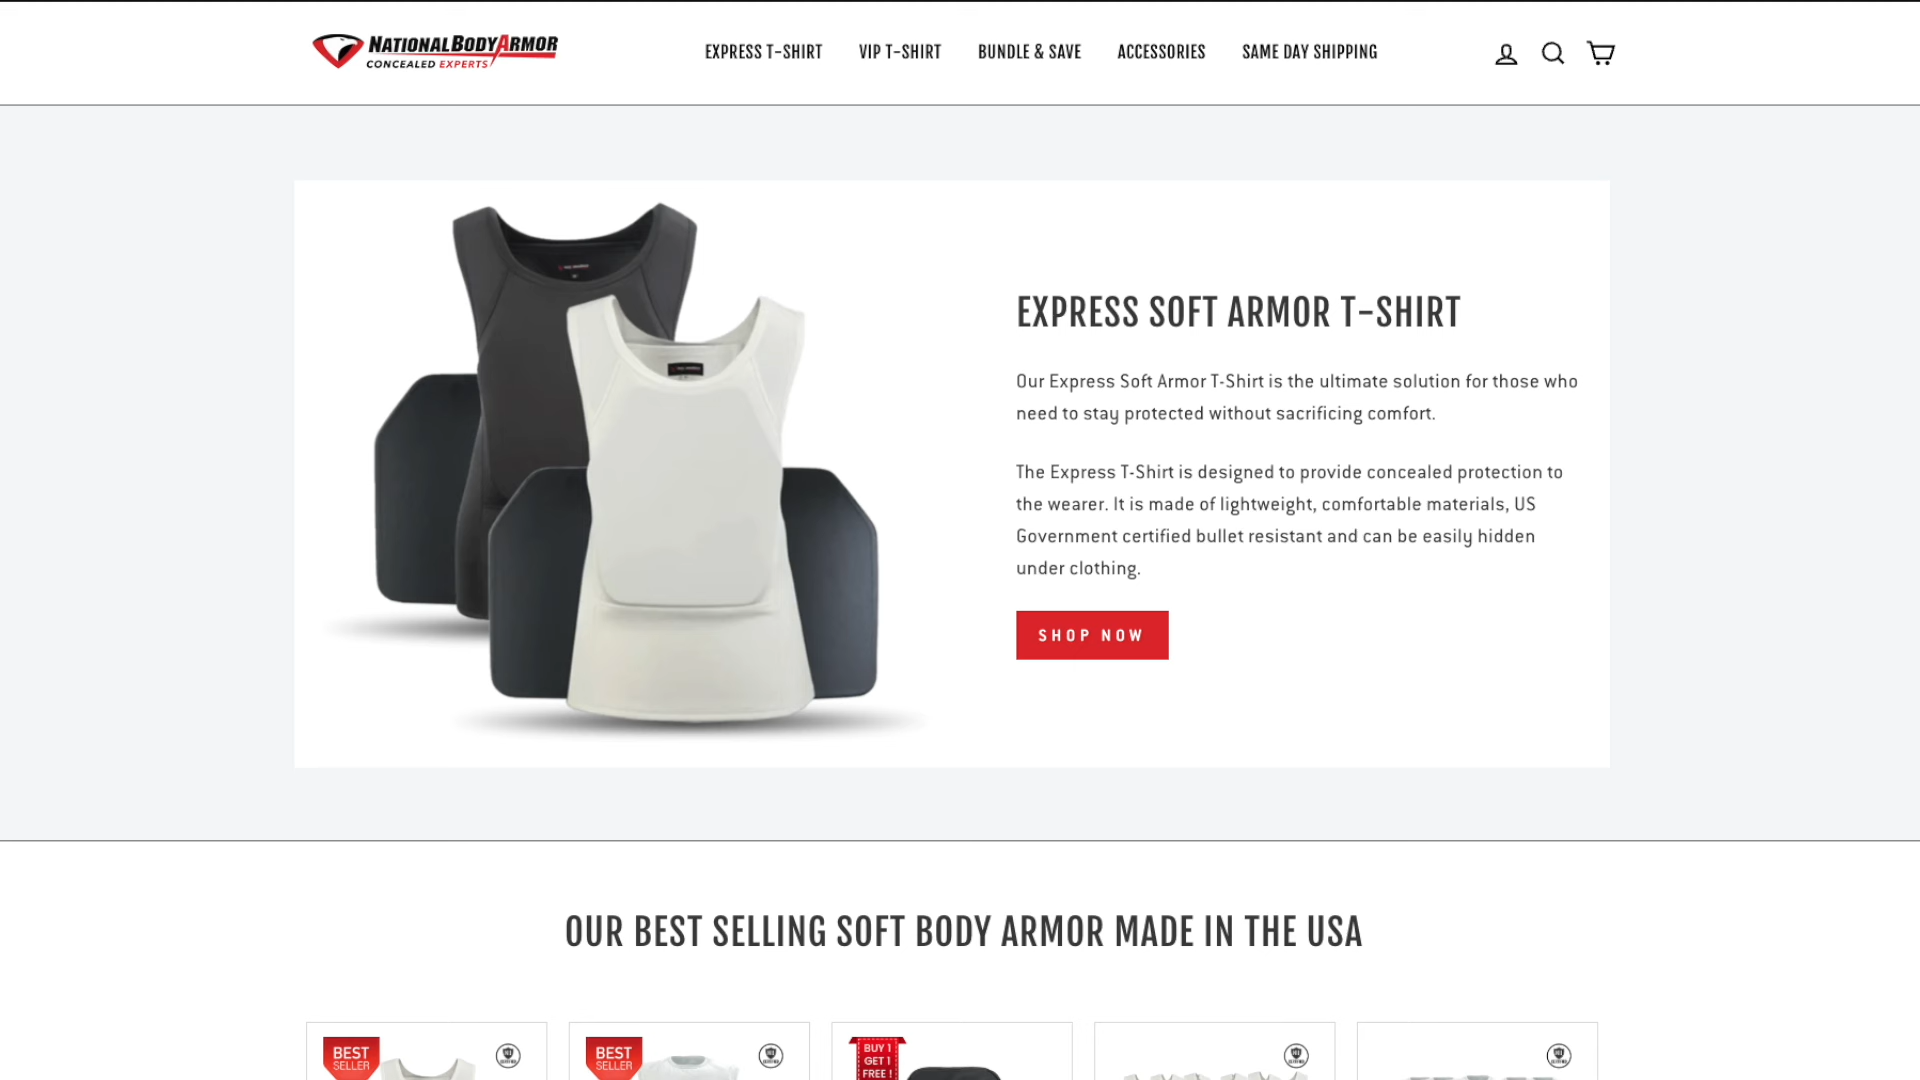 NATIONALBODYARMOR
CONCEALED EXPERTS
EXPRESS T-SHIRT
VIP T-SHIRT
BUNDLE & SAVE
ACCESSORIES
SAME DAY SHIPPING
EXPRESS SOFT ARMOR T-SHIRT
Our Express Soft Armor T-Shirt is the ultimate solution for those who
need to stay protected without sacrificing comfort.
The Express T-Shirt is designed to provide concealed protection to
the wearer. It is made of lightweight, comfortable materials, US
Government certified bullet resistant and can be easily hidden
under clothing.
SHOP NOW
OUR BEST SELLING SOFT BODY ARMOR MADE IN THE USA
BEST
SELLER
BEST
SELLER
BUY 1
GET 1
FREE !